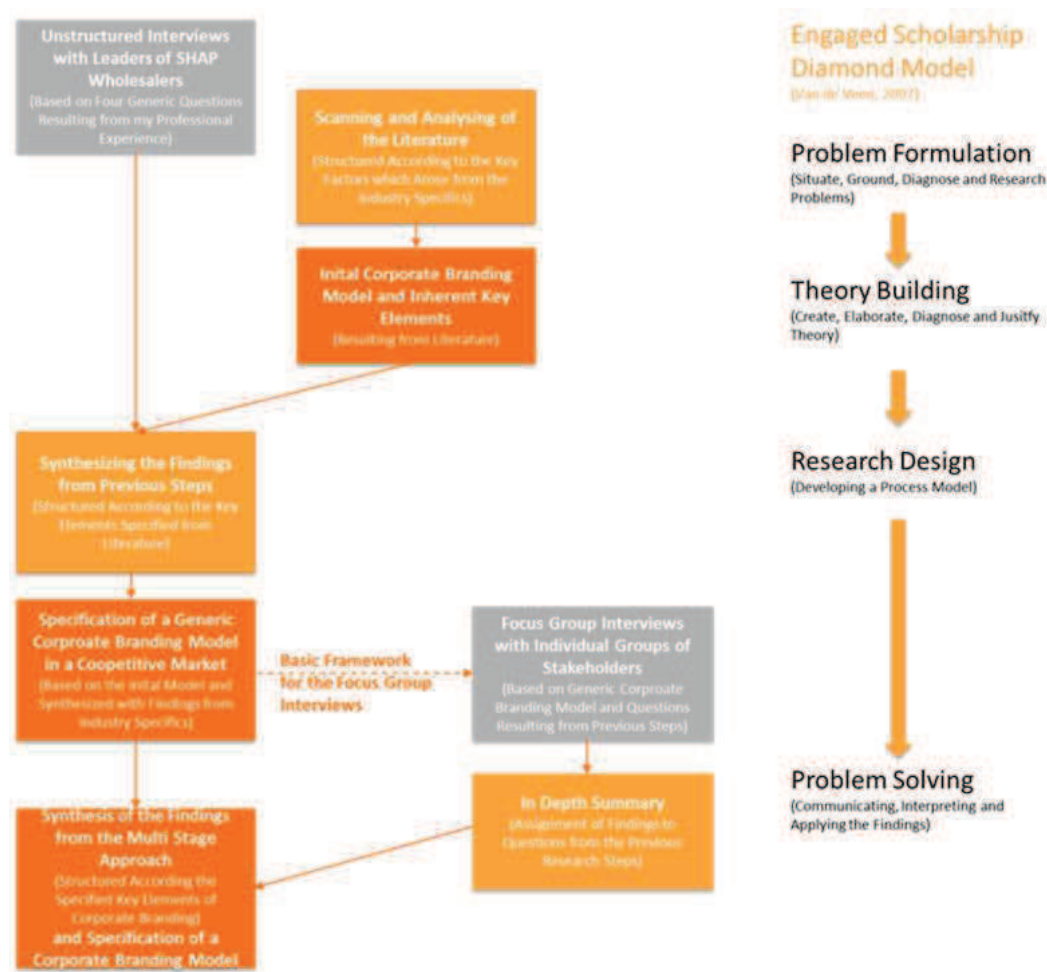 Unstructured Interviews
with Leaders of SHAP
Wholesalers
(Based on Four Generic Questions
Resulting from my Professional
Experience)
Scanning and Analysing of
the Literature
(Structured According to the Key
Factors which Arose from the
Industry Specifics)
Inital Corporate Branding
Model and Inherent Key
Elements
(Resulting from Literature)
Synthesizing the Findings
from Previous Steps
(Structured According to the Key
Elements Specified from
Literature)
Specification of a Generic
Corproate Branding Model
in a Coopetitive Market
(Based on the Inital Model and
Synthesized with Findings from
Industry Specifics)
Basic Framework
for the Focus Group
Interviews
Focus Group Interviews
with Individual Groups of
Stakeholders
(Based on Generic Corproate
Branding Model and Questions
Resulting from Previous Steps)
In Depth Summary
(Assignment of Findings to
Questions from the Previous
Research Steps)
Synthesis of the Findings
from the Multi Stage
Approach
(Structured According the
Specified Key Elements of
Corporate Branding)
and Specification of a
Corporate Branding Model
Engaged Scholarship
Diamond Model
(Van de Veen, 2007)
Problem Formulation
(Situate, Ground, Diagnose and Research
Problems)
Theory Building
(Create, Elaborate, Diagnose and Jusitfy
Theory)
Research Design
(Developing a Process Model)
Problem Solving
(Communicating, Interpreting and
Applying the Findings)